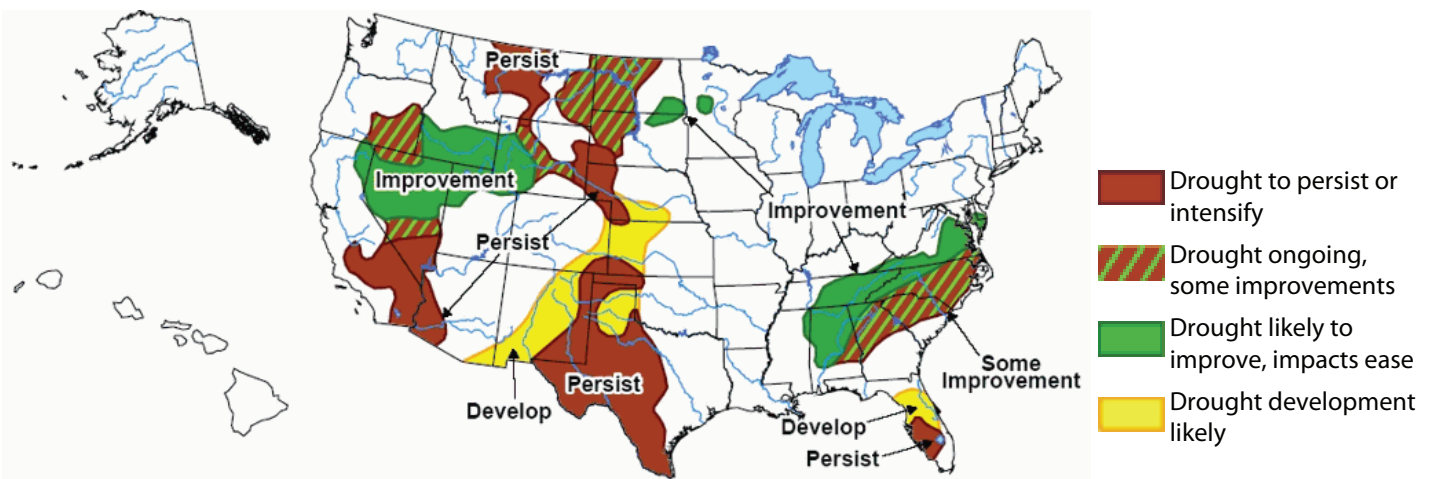 Persist
Improvement
Persist
Improvement
Persist
Develop
Some
Improvement
Develop
Persist
Drought to persist or
intensify
Drought ongoing,
some improvements
Drought likely to
improve, impacts ease
Drought development
likely